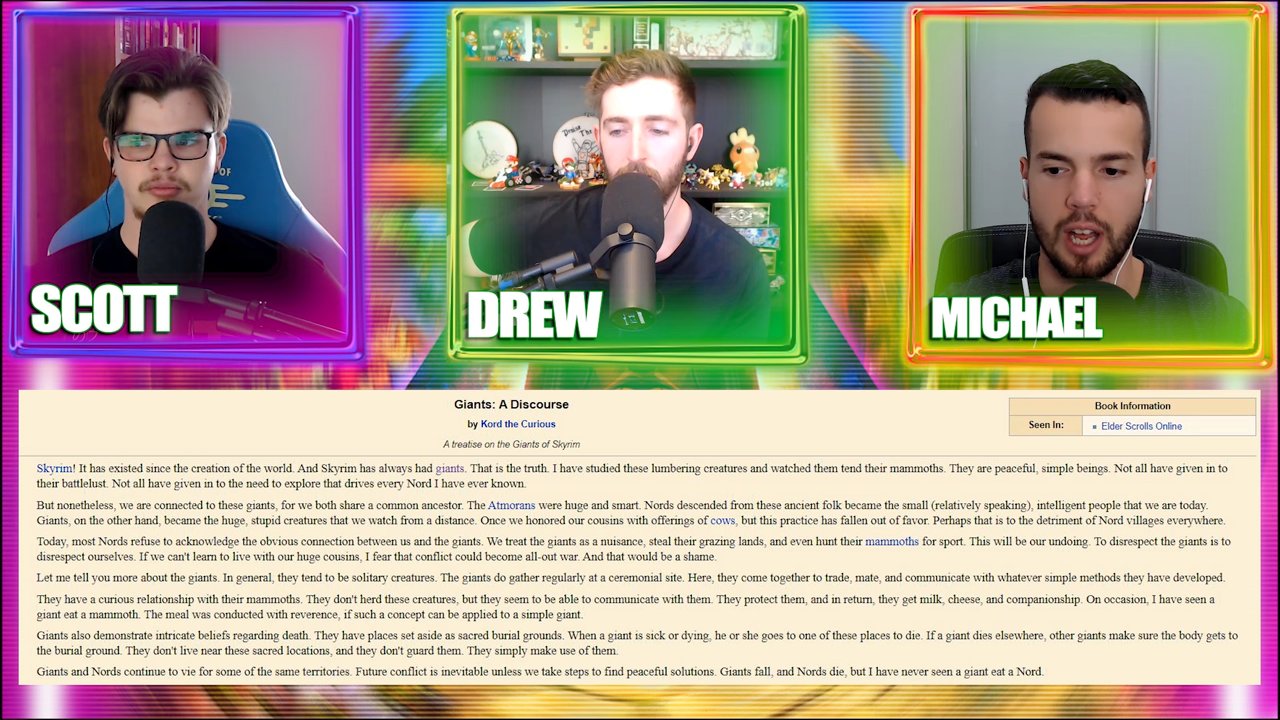 OF
Praise The
SCOTT
DREW
MICHAEL
Giants: A Discourse
by Kord the Curious
A treatise on the Giants of Skyrim
Book Information
Seen In:
Elder Scrolls Online
Skyrim! It has existed since the creation of the world. And Skyrim has always had giants. That is the truth. I have studied these lumbering creatures and watched them tend their mammoths. They are peaceful, simple beings. Not all have given in to
their battlelust. Not all have given in to the need to explore that drives every Nord I have ever known.
But nonetheless, we are connected to these giants, for we both share a common ancestor. The Atmorans were huge and smart. Nords descended from these ancient folk became the small (relatively speaking), intelligent people that we are today.
Giants, on the other hand, became the huge, stupid creatures that we watch from a distance. Once we honored our cousins with offerings of cows, but this practice has fallen out of favor. Perhaps that is to the detriment of Nord villages everywhere.
Today, most Nords refuse to acknowledge the obvious connection between us and the giants. We treat the giants as a nuisance, steal their grazing lands, and even hunt their mammoths for sport. This will be our undoing. To disrespect the giants is to
disrespect ourselves. If we can't learn to live with our huge cousins, I fear that conflict could become all-out war. And that would be a shame.
Let me tell you more about the giants. In general, they tend to be solitary creatures. The giants do gather regularly at a ceremonial site. Here, they come together to trade, mate, and communicate with whatever simple methods they have developed.
They have a curious relationship with their mammoths. They don't herd these creatures, but they seem to be able to communicate with them. They protect them, and in return, they get milk, cheese, and companionship. On occasion, I have seen a
giant eat a mammoth. The meal was conducted with reverence, if such a concept can be applied to a simple giant.
Giants also demonstrate intricate beliefs regarding death. They have places set aside as sacred burial grounds. When a giant is sick or dying, he or she goes to one of these places to die. If a giant dies elsewhere, other giants make sure the body gets to
the burial ground. They don't live near these sacred locations, and they don't guard them. They simply make use of them.
Giants and Nords continue to vie for some of the same territories. Future conflict is inevitable unless we take steps to find peaceful solutions. Giants fall, and Nords die, but I have never seen a giant eat a Nord.